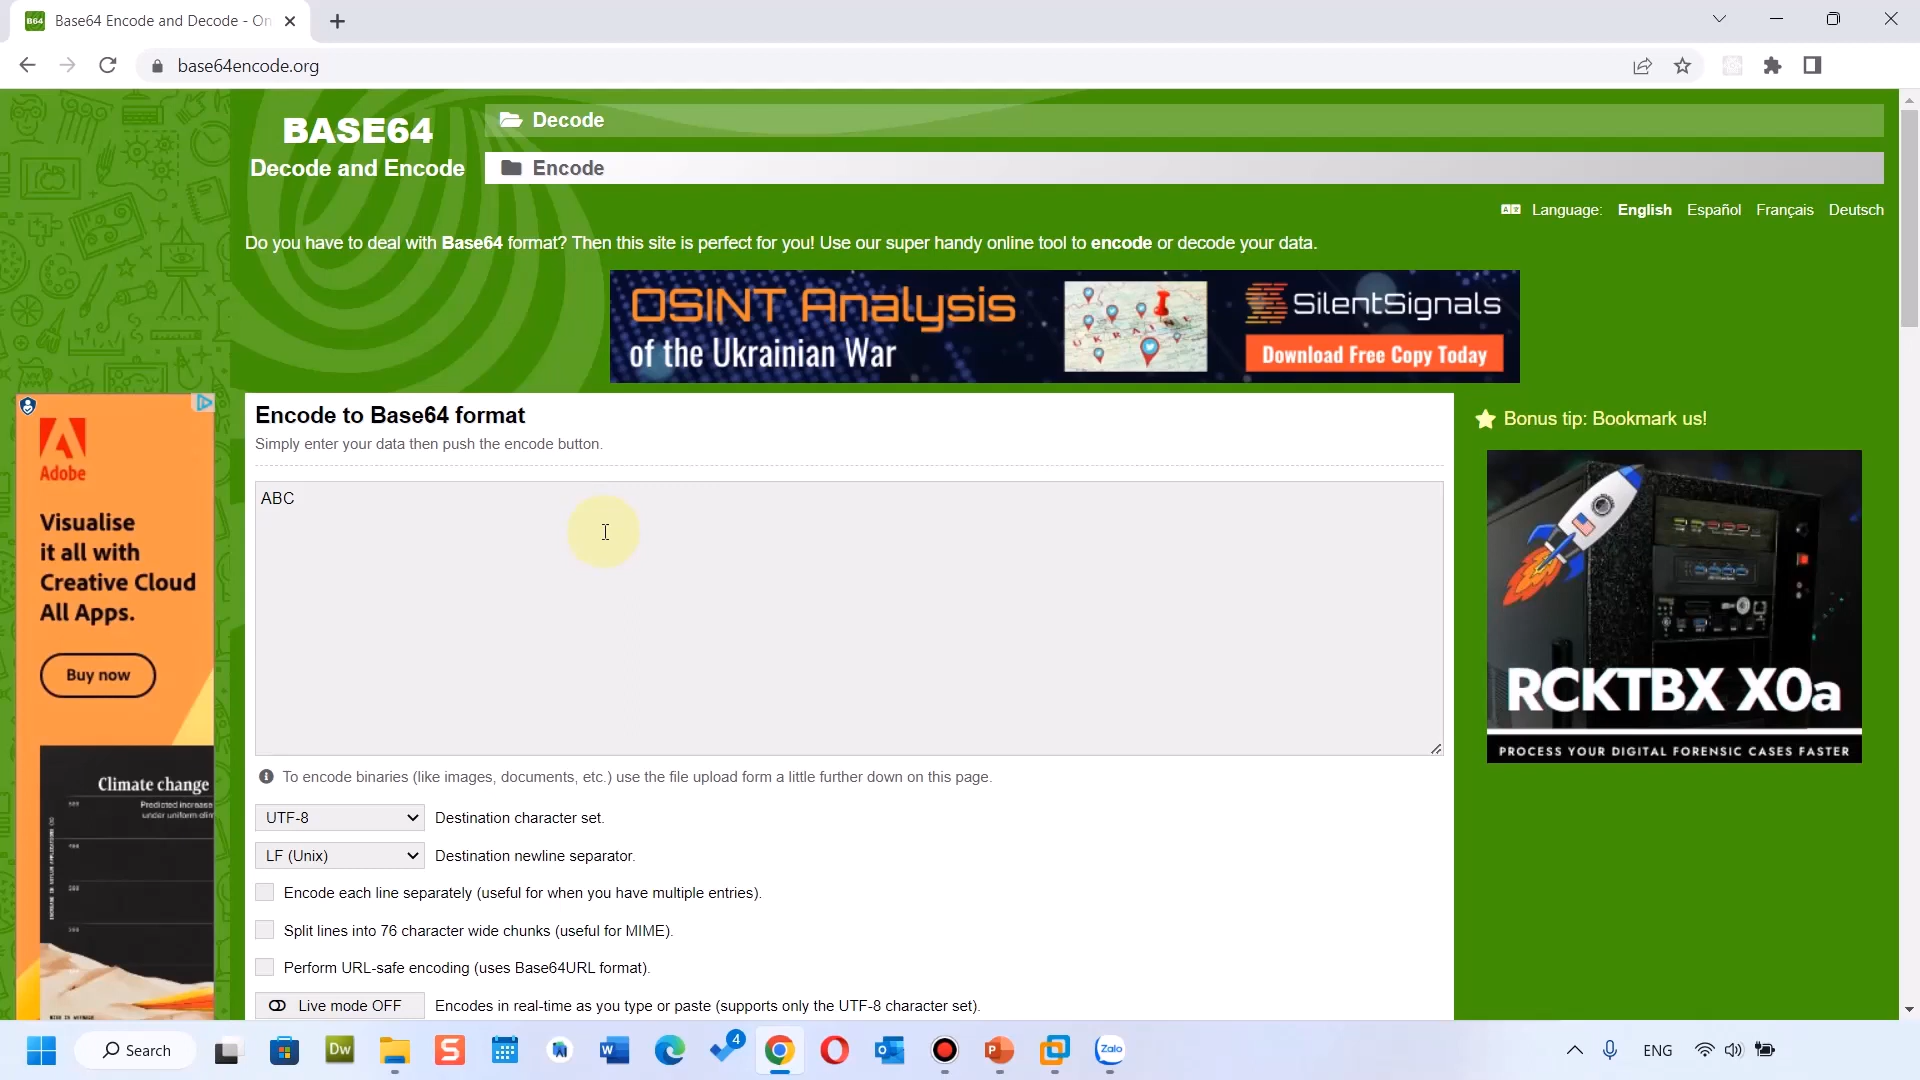 B64 Base64 Encode and Decode - On
base64encode.org
BASE64
Decode and Encode
Decode
Encode
Language: English Español Français Deutsch
Do you have to deal with Base64 format? Then this site is perfect for you! Use our super handy online tool to encode or decode your data.
OSINT Analysis
of the Ukrainian War
UKRAINE
SilentSignals
Download Free Copy Today
Adobe
Visualise
it all with
Creative Cloud
All Apps.
Buy now
Climate change
Predicted increase
Encode to Base64 format
Simply enter your data then push the encode button.
ABC
To encode binaries (like images, documents, etc.) use the file upload form a little further down on this page.
UTF-8 Destination character set.
LF (Unix) Destination newline separator.
Encode each line separately (useful for when you have multiple entries).
Split lines into 76 character wide chunks (useful for MIME).
Perform URL-safe encoding (uses Base64URL format).
Live mode OFF Encodes in real-time as you type or paste (supports only the UTF-8 character set).
Bonus tip: Bookmark us!
RCKTBX X0a
PROCESS YOUR DIGITAL FORENSIC CASES FASTER
Search
Dw
4
Zalo
ENG